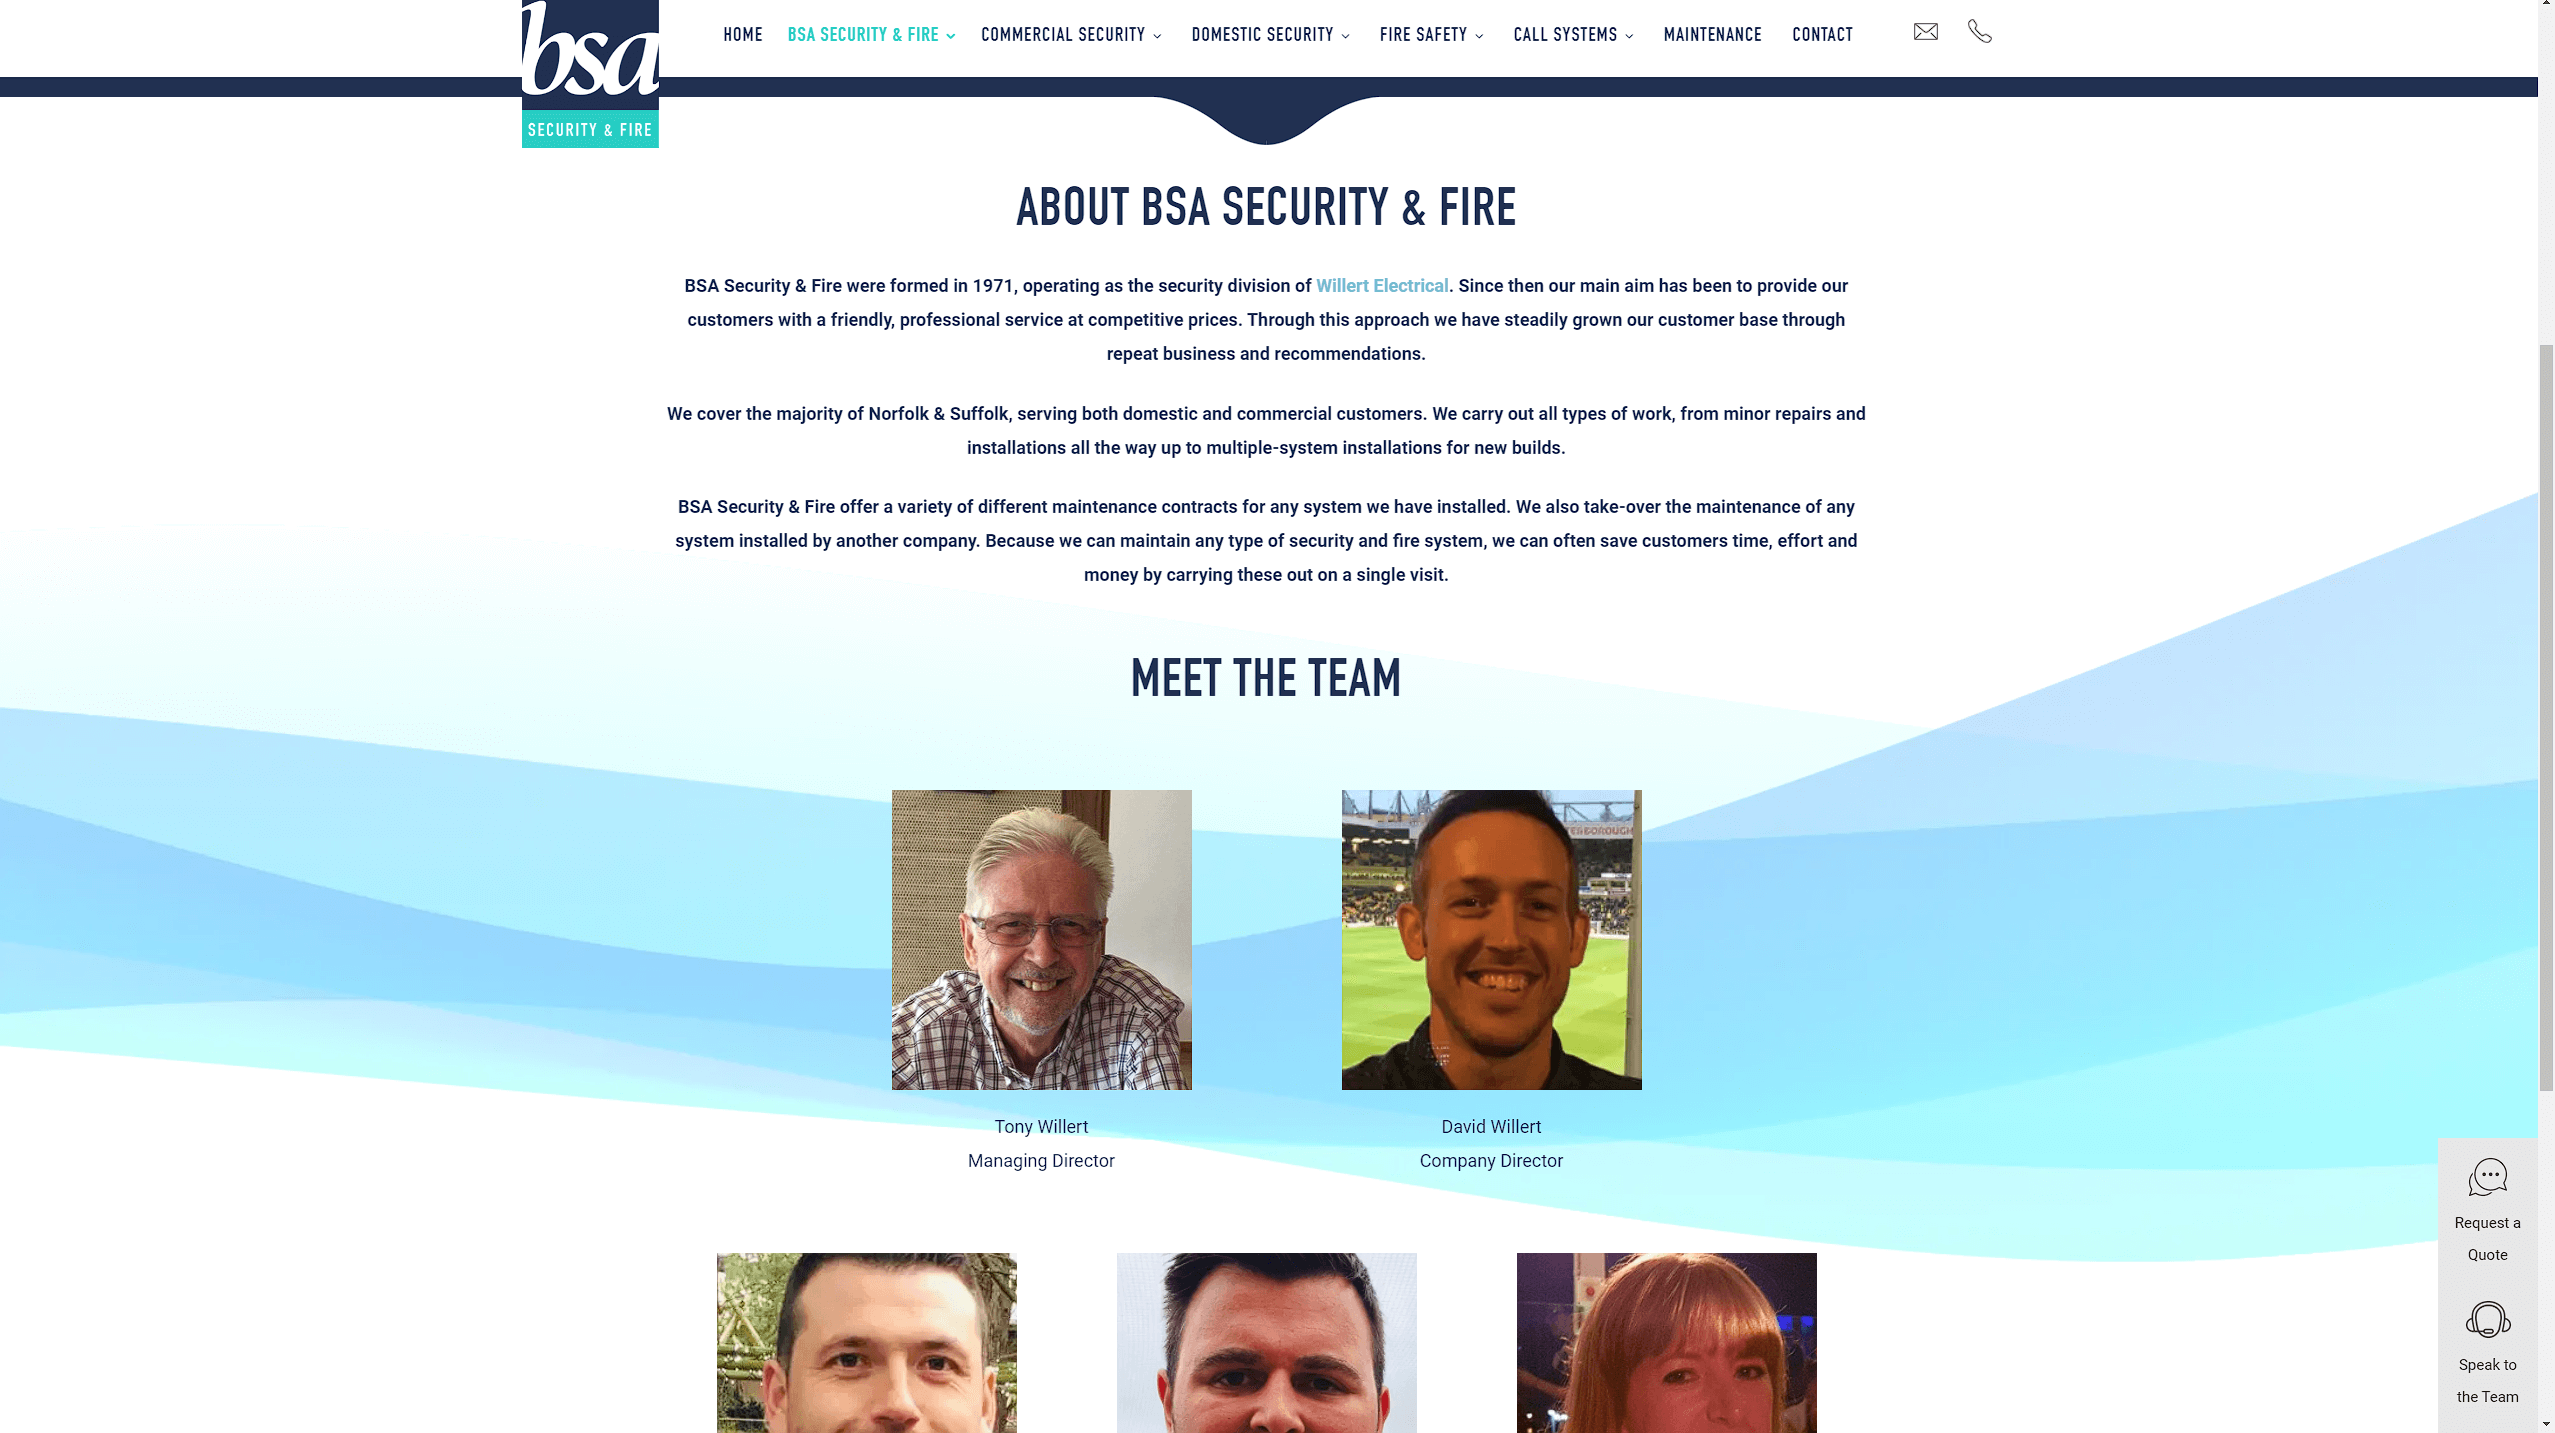 bsa
SECURITY & FIRE
HOME
BSA SECURITY & FIRE
COMMERCIAL SECURITY
DOMESTIC SECURITY
FIRE SAFETY
CALL SYSTEMS
MAINTENANCE
CONTACT
ABOUT BSA SECURITY & FIRE
BSA Security & Fire were formed in 1971, operating as the security division of Willert Electrical. Since then our main aim has been to provide our
customers with a friendly, professional service at competitive prices. Through this approach we have steadily grown our customer base through
repeat business and recommendations.
We cover the majority of Norfolk & Suffolk, serving both domestic and commercial customers. We carry out all types of work, from minor repairs and
installations all the way up to multiple-system installations for new builds.
BSA Security & Fire offer a variety of different maintenance contracts for any system we have installed. We also take-over the maintenance of any
system installed by another company. Because we can maintain any type of security and fire system, we can often save customers time, effort and
money by carrying these out on a single visit.
MEET THE TEAM
Tony Willert
Managing Director
David Willert
Company Director
Request a
Quote
Speak to
the Team